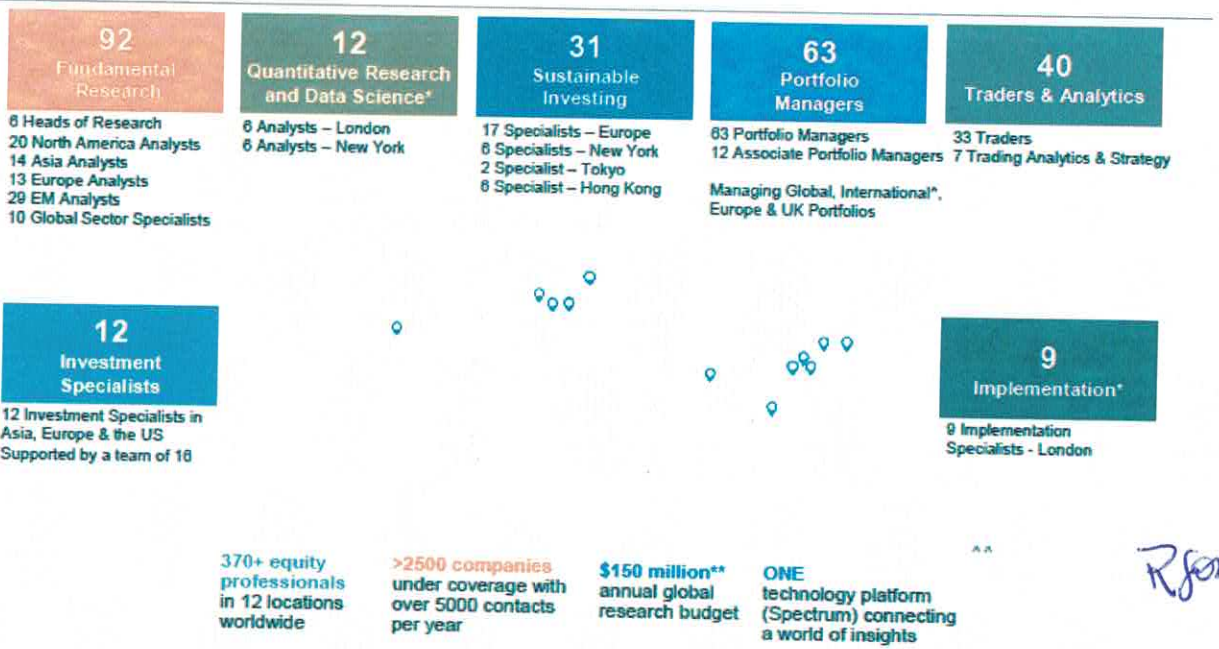 92
Fundamental
Research
6 Heads of Research
20 North America Analysts
14 Asia Analysts
13 Europe Analysts
29 EM Analysts
10 Global Sector Specialists
12
Quantitative Research
and Data Science*
6 Analysts – London
6 Analysts – New York
31
Sustainable
Investing
17 Specialists – Europe
6 Specialists – New York
2 Specialist – Tokyo
6 Specialist – Hong Kong
63
Portfolio
Managers
63 Portfolio Managers
12 Associate Portfolio Managers
Managing Global, International^,
Europe & UK Portfolios
40
Traders & Analytics
33 Traders
7 Trading Analytics & Strategy
12
Investment
Specialists
12 Investment Specialists in
Asia, Europe & the US
Supported by a team of 16
9
Implementation*
9 Implementation
Specialists - London
370+ equity
professionals
in 12 locations
worldwide
>2500 companies
under coverage with
over 5000 contacts
per year
$150 million**
annual global
research budget
ONE
technology platform
(Spectrum) connecting
a world of insights
^^